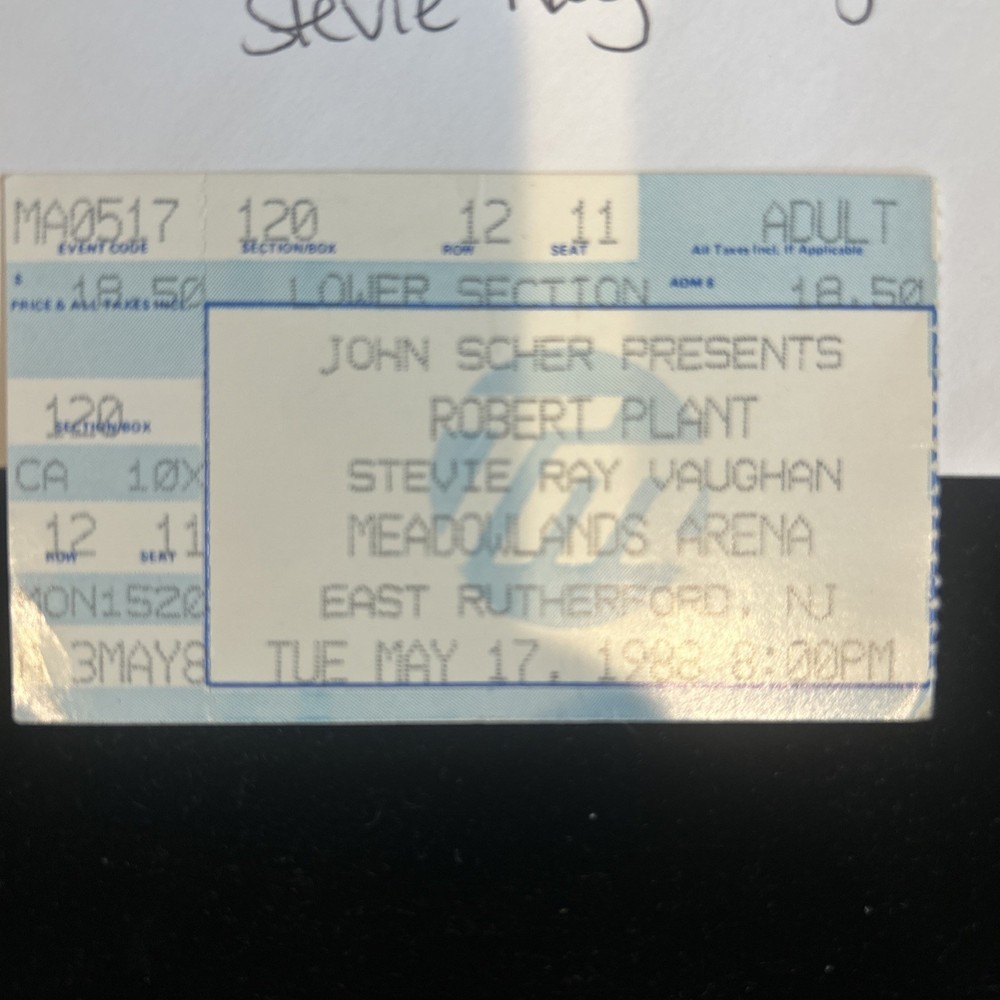 Stevie Ray
MA0517 120 12 11 ADULT
EVENT CODE SECTION/BOX ROW SEAT All Taxes Incl. If Applicable
$ 18.50 LOWER SECTION ADM $ 18.50
PRICE & ALL TAXES INCL.
JOHN SCHER PRESENTS
120 ROBERT PLANT
SECTION/BOX
CA 10X STEVIE RAY VAUGHAN
12 11 MEADOWLANDS ARENA
ROW SEAT
MON1520 EAST RUTHERFORD, NJ
3MAY8 TUE MAY 17, 1988 8:00PM